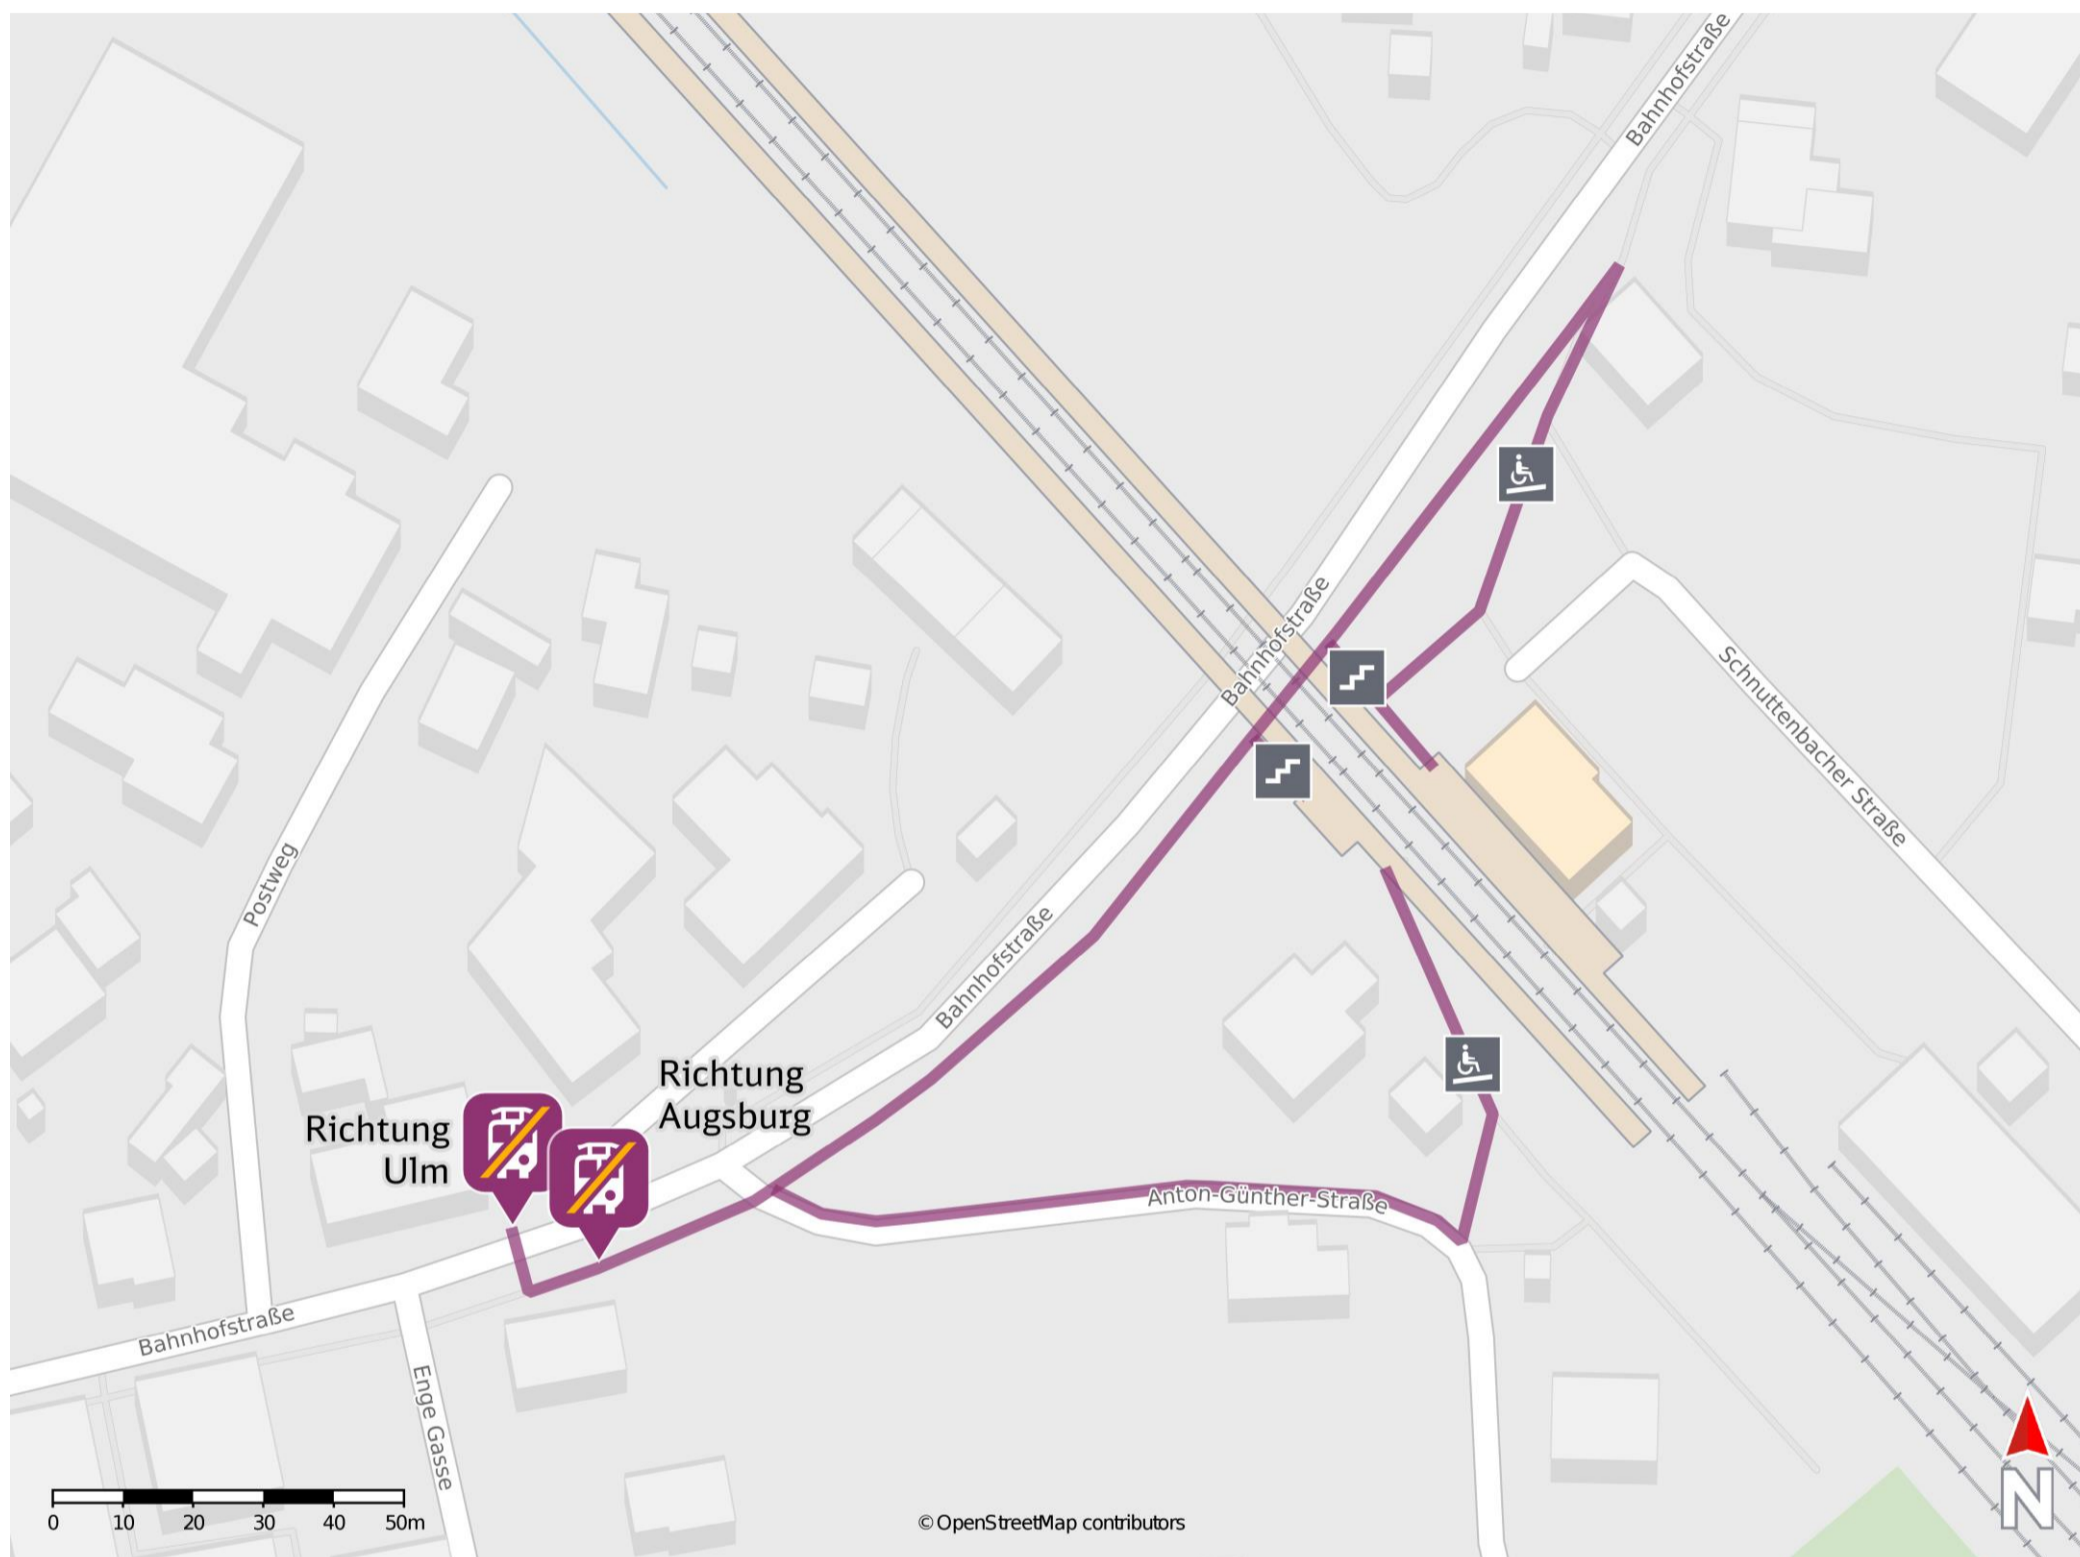 Bahnhofstraße
Bahnhofstraße
Bahnhofstraße
Schnuttenbacher Straße
Postweg
Bahnhofstraße
Richtung
Augsburg
Richtung
Ulm
Anton-Günther-Straße
Bahnhofstraße
Enge Gasse
0 10 20 30 40 50m
© OpenStreetMap contributors
N